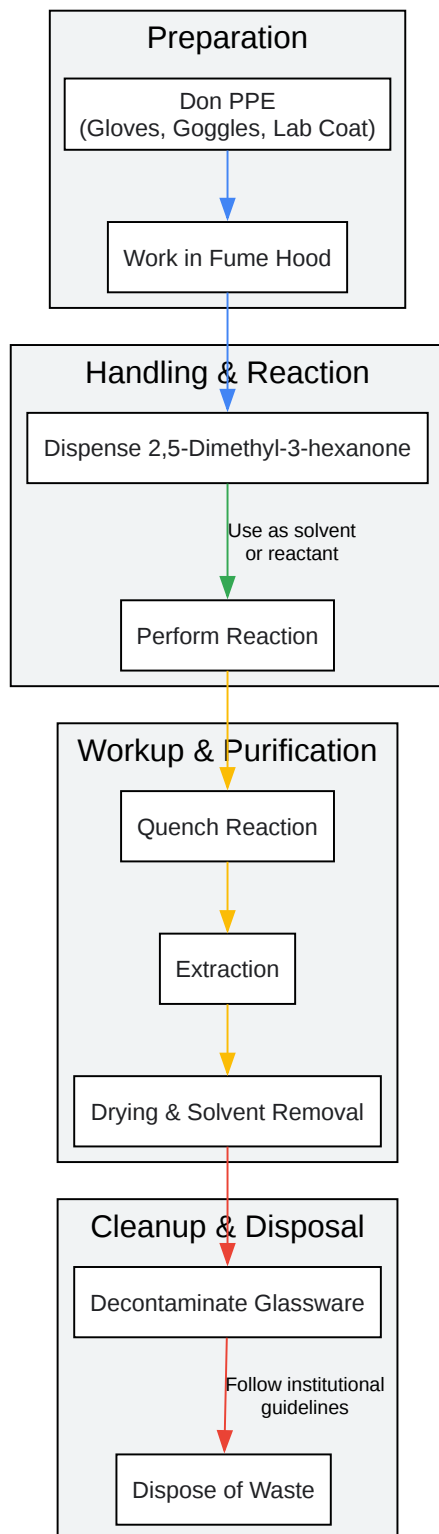 Preparation
Don PPE
(Gloves, Goggles, Lab Coat)
Work in Fume Hood
Handling & Reaction
Dispense 2,5-Dimethyl-3-hexanone
Use as solvent
or reactant
Perform Reaction
Workup & Purification
Quench Reaction
Extraction
Drying & Solvent Removal
Cleanup & Disposal
Decontaminate Glassware
Follow institutional
guidelines
Dispose of Waste